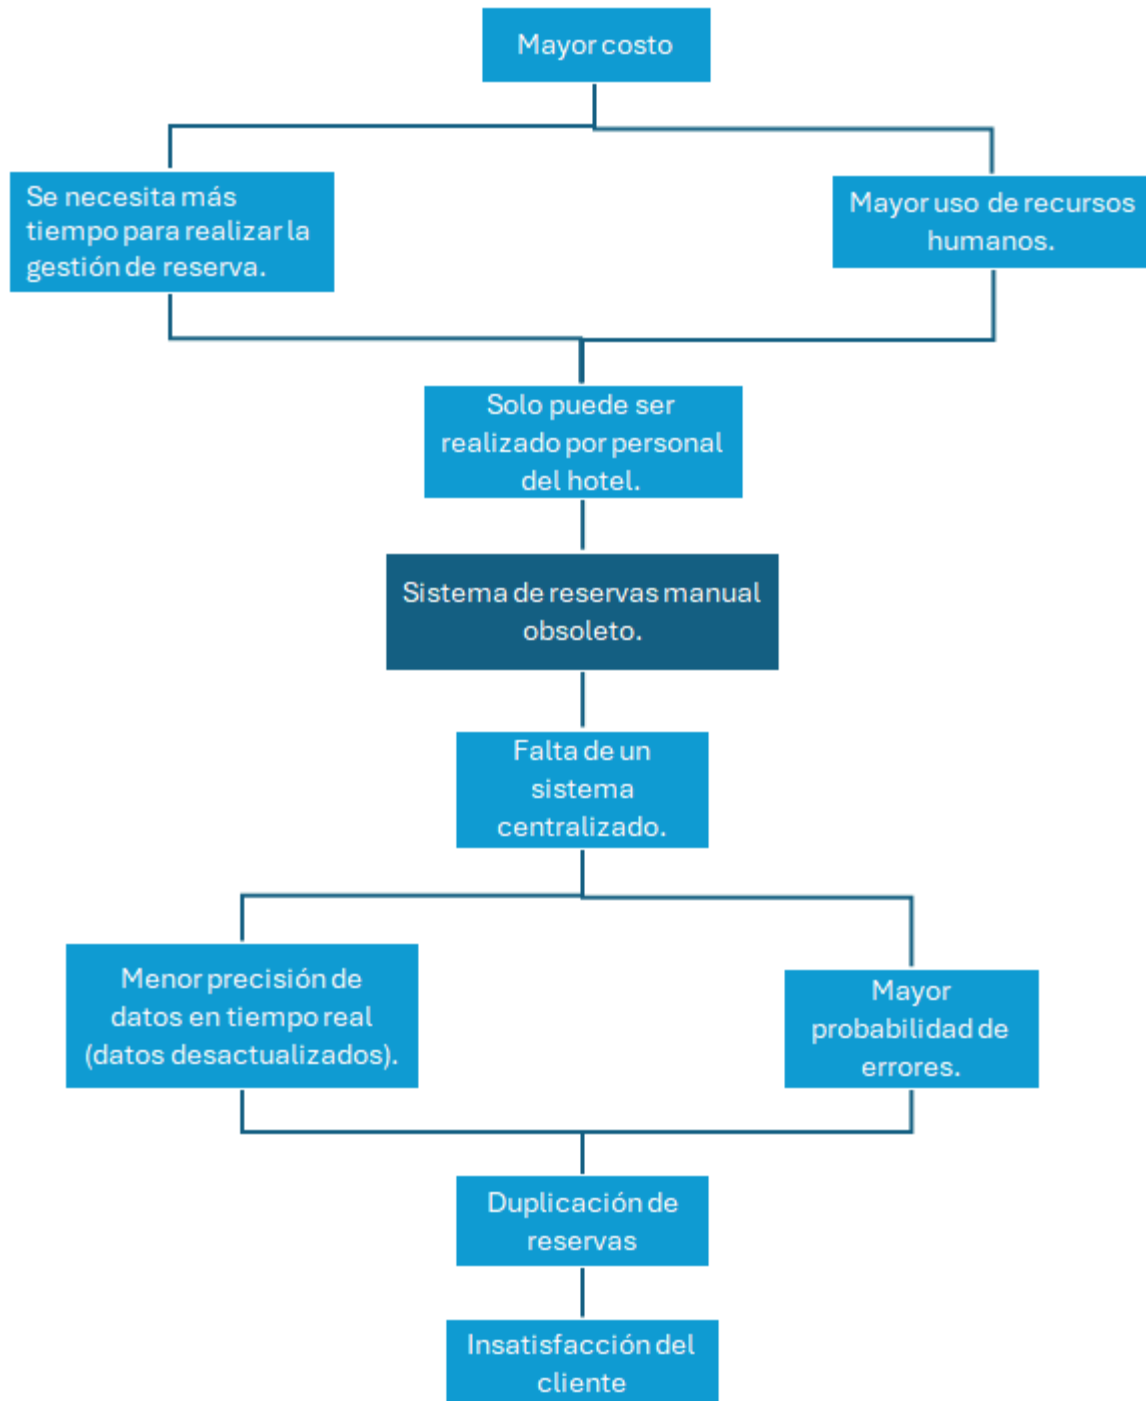 Mayor costo
Se necesita más
tiempo para realizar la
gestión de reserva.
Mayor uso de recursos
humanos.
Solo puede ser
realizado por personal
del hotel.
Sistema de reservas manual
obsoleto.
Falta de un
sistema
centralizado.
Menor precisión de
datos en tiempo real
(datos desactualizados).
Mayor
probabilidad de
errores.
Duplicación de
reservas
Insatisfacción del
cliente